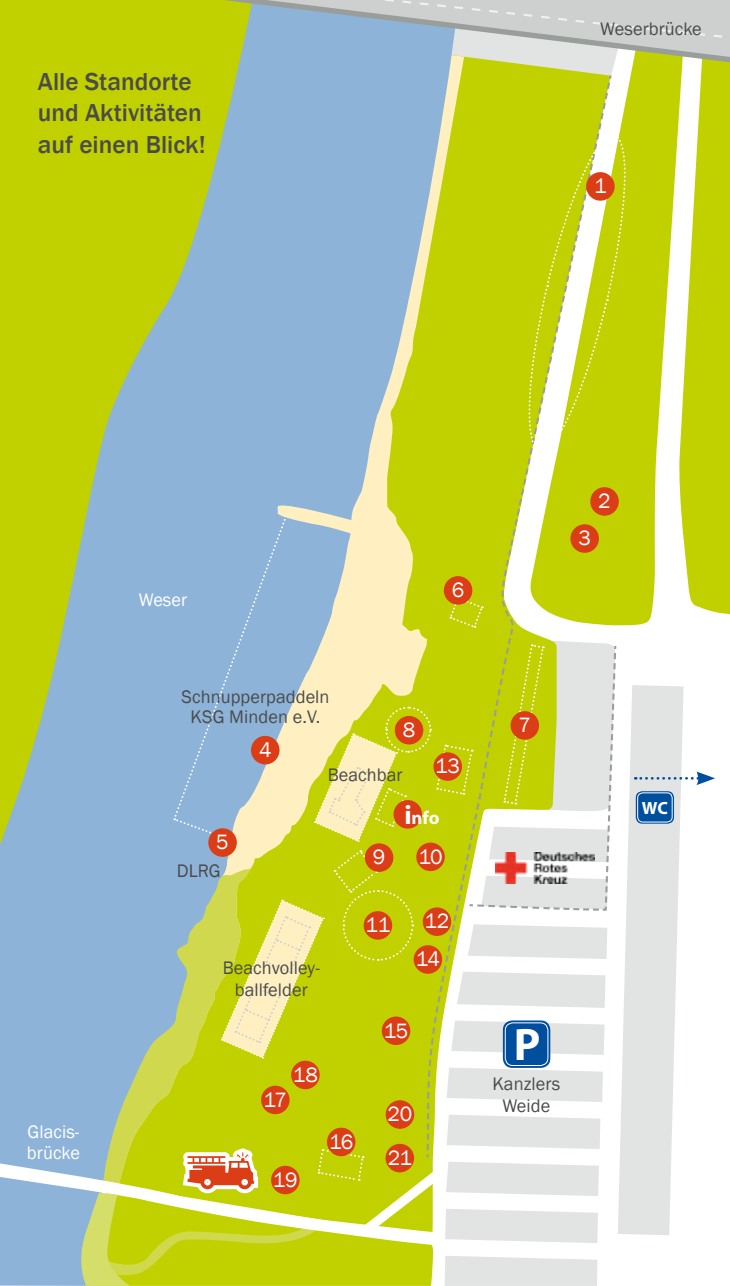 Weserbrücke
Alle Standorte
und Aktivitäten
auf einen Blick!
1
2
3
6
Weser
Schnupperpaddeln
KSG Minden e.V.
4
7
8
13
Beachbar
info
WC
5
DLRG
9
10
Deutsches
Rotes
Kreuz
11
12
14
Beachvolley-
ballfelder
15
P
Kanzlers
Weide
18
17
20
16
21
19
Glacis-
brücke